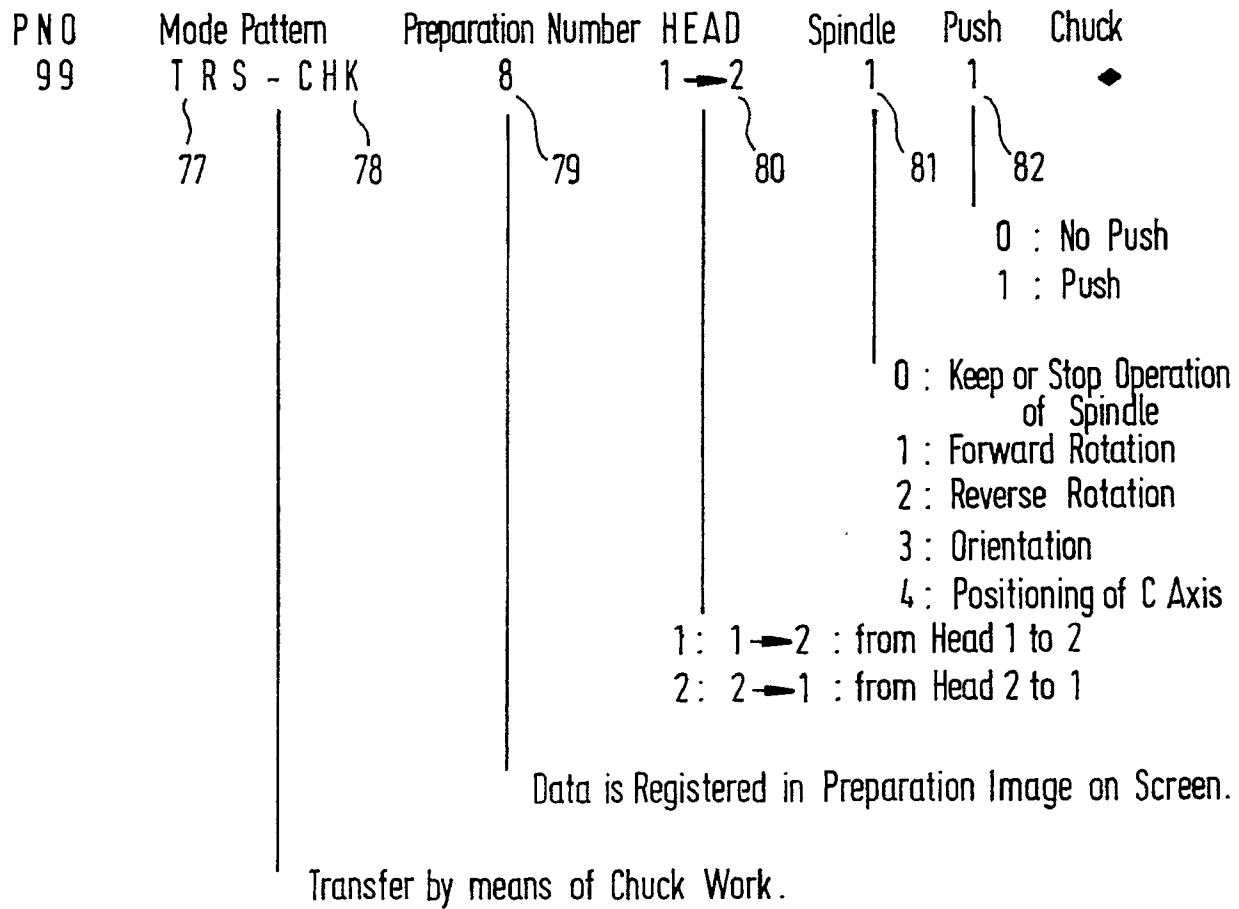 PNO Mode Pattern Preparation Number HEAD Spindle Push Chuck
99 TRS-CHK 8 1→2 1 1 ◆
77 78 79 80 81 82
0 : No Push
1 : Push
0 : Keep or Stop Operation
of Spindle
1 : Forward Rotation
2 : Reverse Rotation
3 : Orientation
4 : Positioning of C Axis
1: 1→2 : from Head 1 to 2
2: 2→1 : from Head 2 to 1
Data is Registered in Preparation Image on Screen.
Transfer by means of Chuck Work.